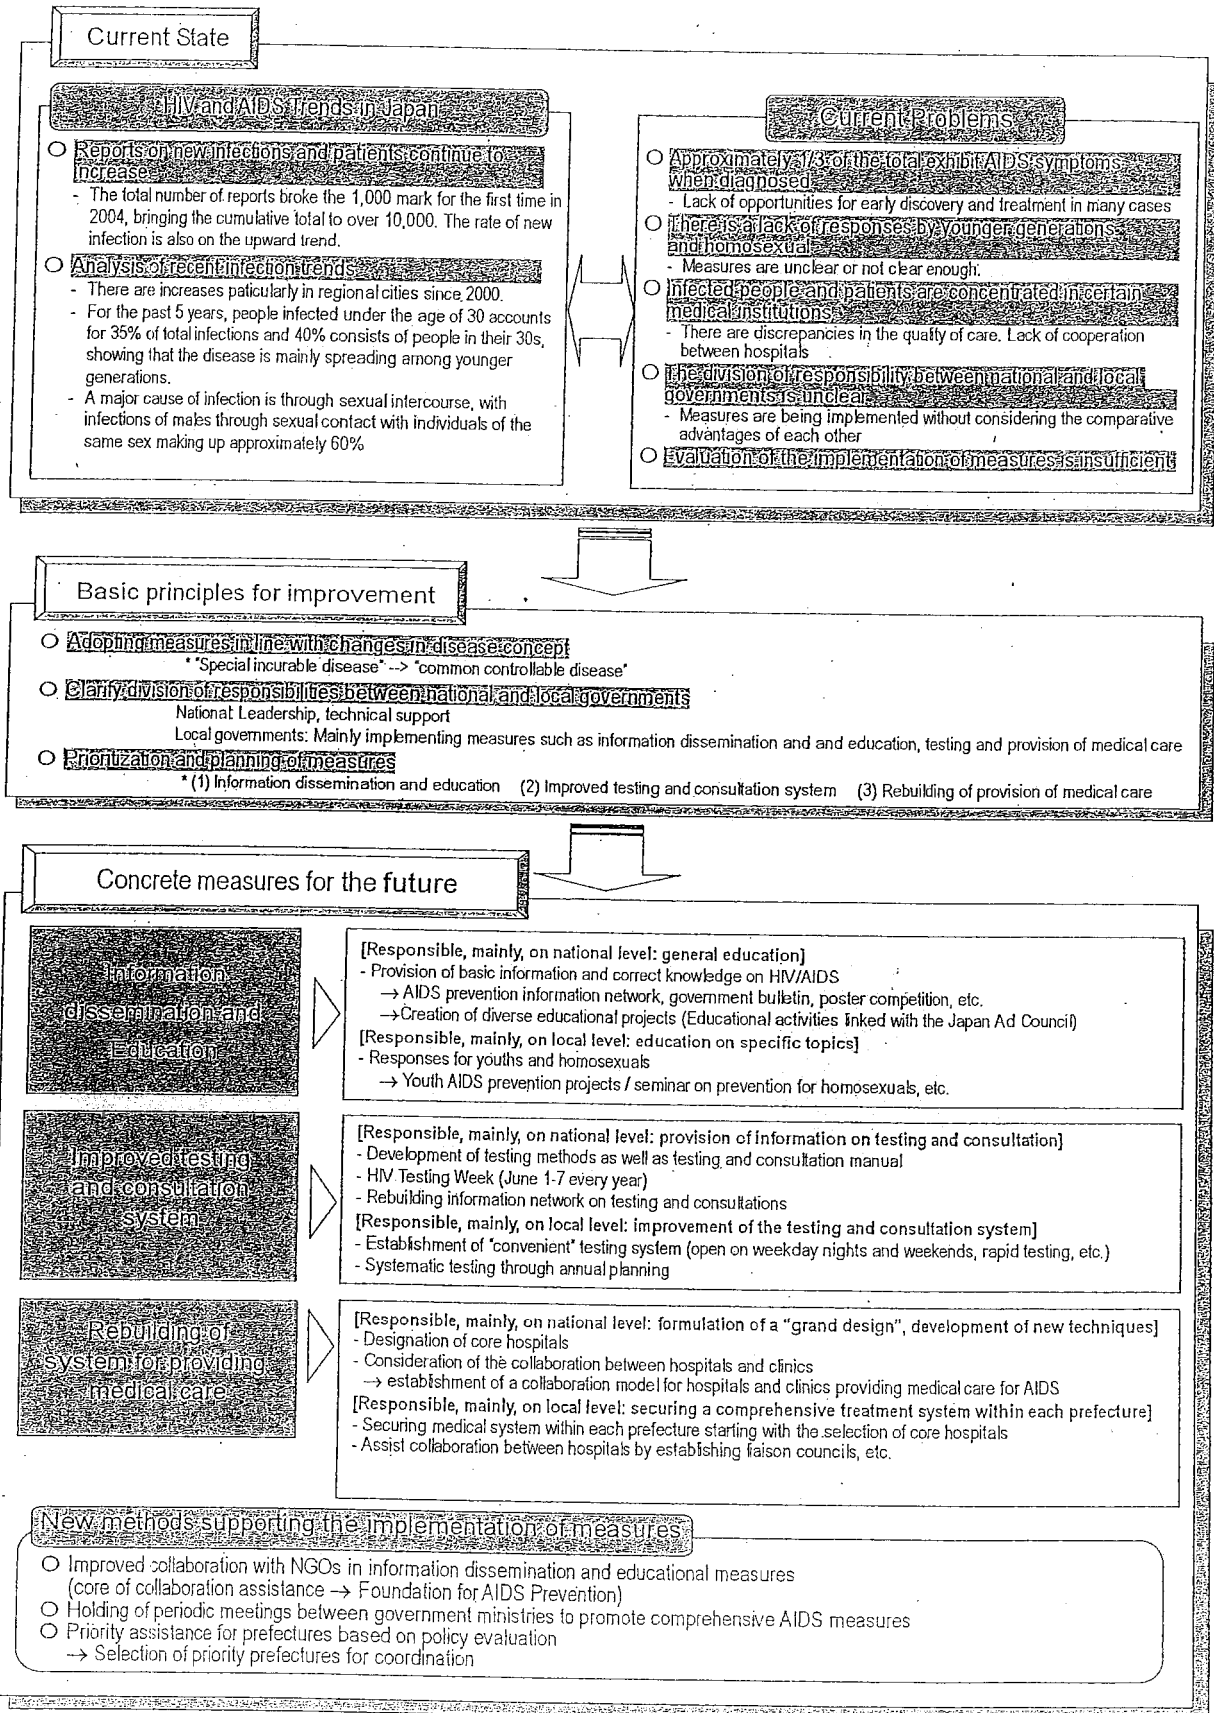 Current State
HIV and AIDS Trends in Japan
○ Reports on new infections and patients continue to
increase
- The total number of reports broke the 1,000 mark for the first time in
2004, bringing the cumulative total to over 10,000. The rate of new
infection is also on the upward trend.
○ Analysis of recent infection trends
- There are increases paticularly in regional cities since 2000.
- For the past 5 years, people infected under the age of 30 accounts
for 35% of total infections and 40% consists of people in their 30s,
showing that the disease is mainly spreading among younger
generations.
- A major cause of infection is through sexual intercourse, with
infections of males through sexual contact with individuals of the
same sex making up approximately 60%
Current Problems
○ Approximately 1/3 of the total exhibit AIDS symptoms
when diagnosed
- Lack of opportunities for early discovery and treatment in many cases
○ There is a lack of responses by younger generations
and homosexual
- Measures are unclear or not clear enough.
○ Infected people and patients are concentrated in certain
medical institutions
- There are discrepancies in the quality of care. Lack of cooperation
between hospitals
○ The division of responsibility between national and local
governments is unclear
- Measures are being implemented without considering the comparative
advantages of each other
○ Evaluation of the implementation of measures is insufficient
Basic principles for improvement
○ Adopting measures in line with changes in disease concept
* "Special incurable disease" --> "common controllable disease"
○ Clarify division of responsibilities between national and local governments
National: Leadership, technical support
Local governments: Mainly implementing measures such as information dissemination and and education, testing and provision of medical care
○ Prioritization and planning of measures
* (1) Information dissemination and education (2) Improved testing and consultation system (3) Rebuilding of provision of medical care
Concrete measures for the future
Information
dissemination and
Education
[Responsible, mainly, on national level: general education]
- Provision of basic information and correct knowledge on HIV/AIDS
→ AIDS prevention information network, government bulletin, poster competition, etc.
→Creation of diverse educational projects (Educational activities linked with the Japan Ad Council)
[Responsible, mainly, on local level: education on specific topics]
- Responses for youths and homosexuals
→ Youth AIDS prevention projects / seminar on prevention for homosexuals, etc.
Improved testing
and consultation
system
[Responsible, mainly, on national level: provision of information on testing and consultation]
- Development of testing methods as well as testing and consultation manual
- HIV Testing Week (June 1-7 every year)
- Rebuilding information network on testing and consultations
[Responsible, mainly, on local level: improvement of the testing and consultation system]
- Establishment of "convenient" testing system (open on weekday nights and weekends, rapid testing, etc.)
- Systematic testing through annual planning
Rebuilding of
system for providing
medical care
[Responsible, mainly, on national level: formulation of a "grand design", development of new techniques]
- Designation of core hospitals
- Consideration of the collaboration between hospitals and clinics
→ establishment of a collaboration model for hospitals and clinics providing medical care for AIDS
[Responsible, mainly, on local level: securing a comprehensive treatment system within each prefecture]
- Securing medical system within each prefecture starting with the selection of core hospitals
- Assist collaboration between hospitals by establishing liaison councils, etc.
New methods supporting the implementation of measures
○ Improved collaboration with NGOs in information dissemination and educational measures
(core of collaboration assistance → Foundation for AIDS Prevention)
○ Holding of periodic meetings between government ministries to promote comprehensive AIDS measures
○ Priority assistance for prefectures based on policy evaluation
→ Selection of priority prefectures for coordination